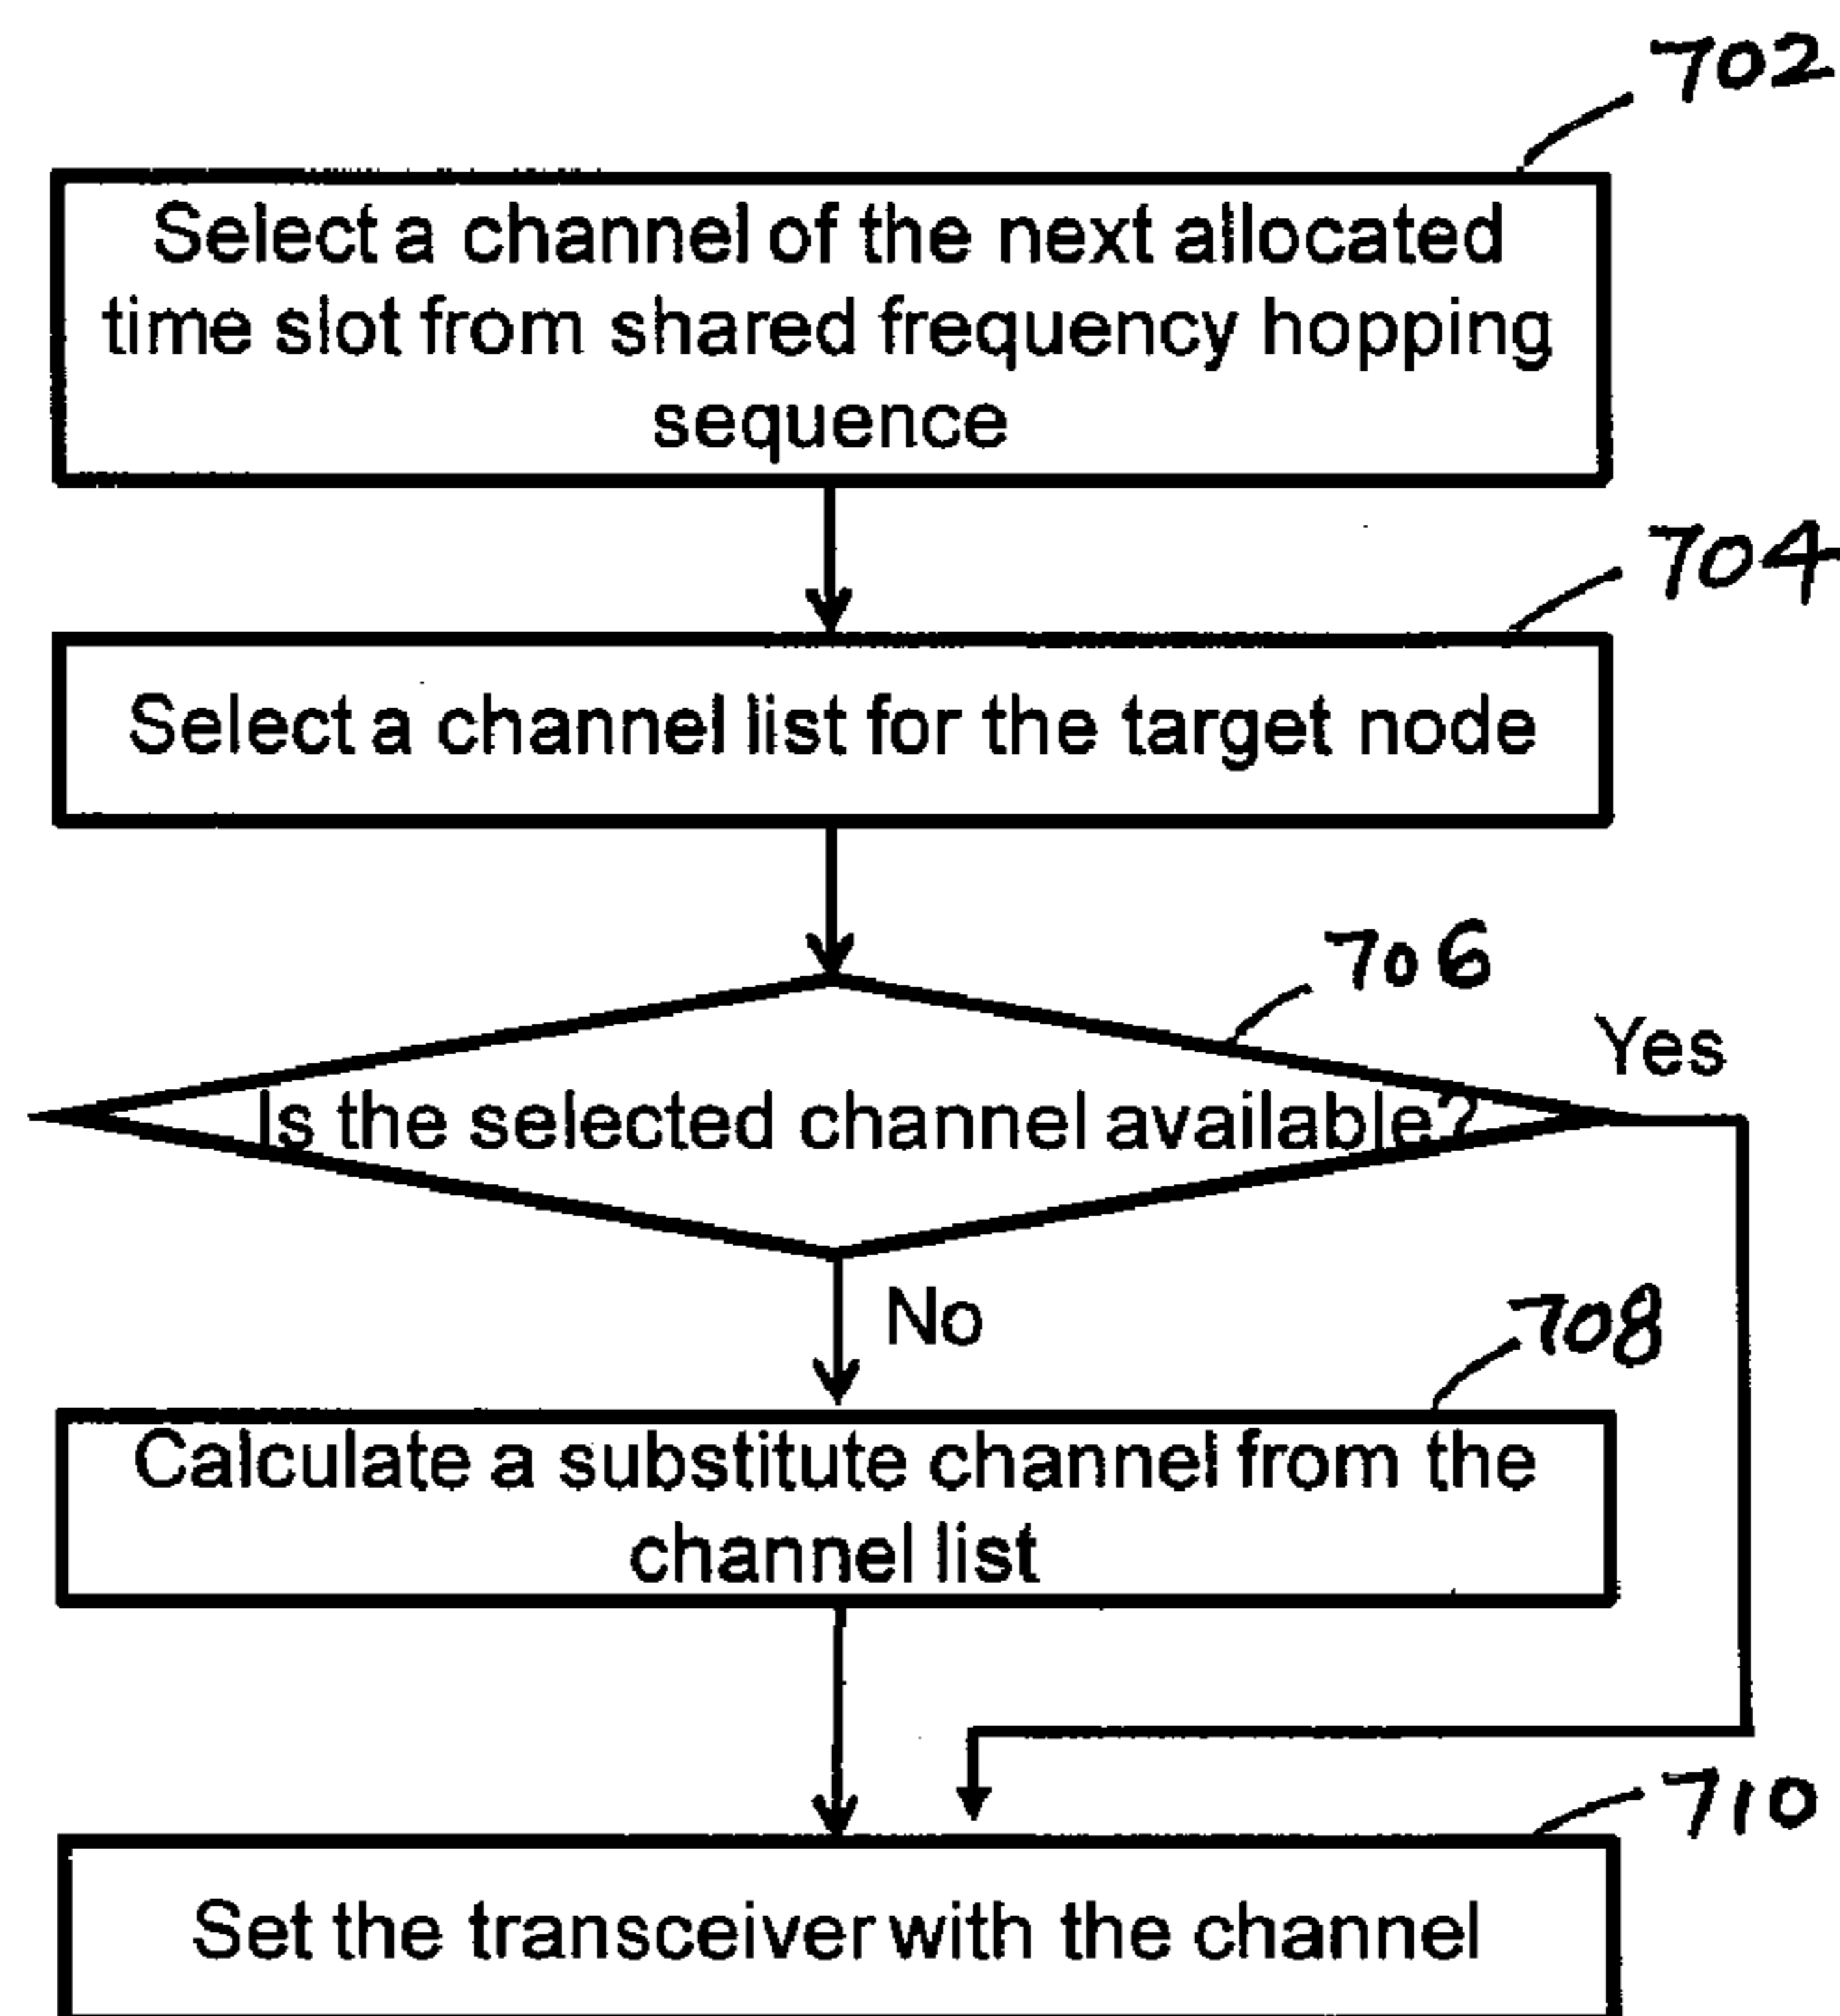 702
Select a channel of the next allocated
time slot from shared frequency hopping
sequence
704
Select a channel list for the target node
706
Yes
Is the selected channel available?
No
708
Calculate a substitute channel from the
channel list
710
Set the transceiver with the channel